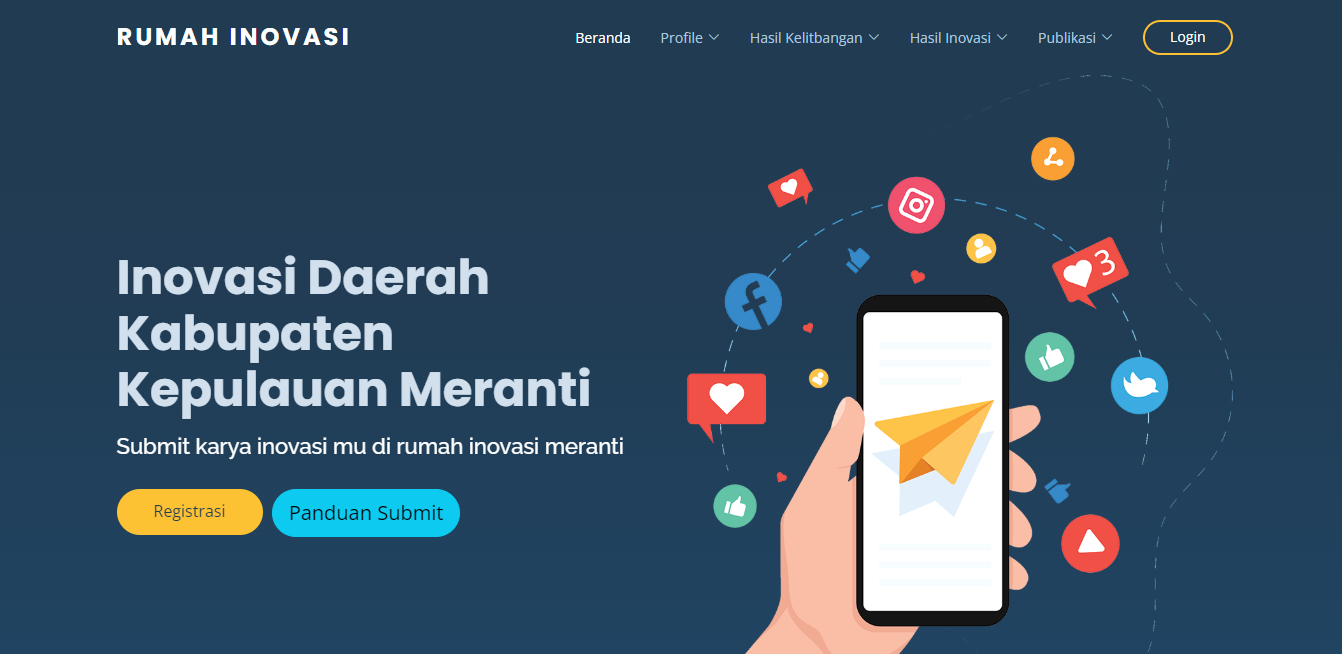 RUMAH INOVASI
Beranda Profile Hasil Kelitbangan Hasil Inovasi Publikasi Login
Inovasi Daerah
Kabupaten
Kepulauan Meranti
Submit karya inovasi mu di rumah inovasi meranti
Registrasi Panduan Submit
3